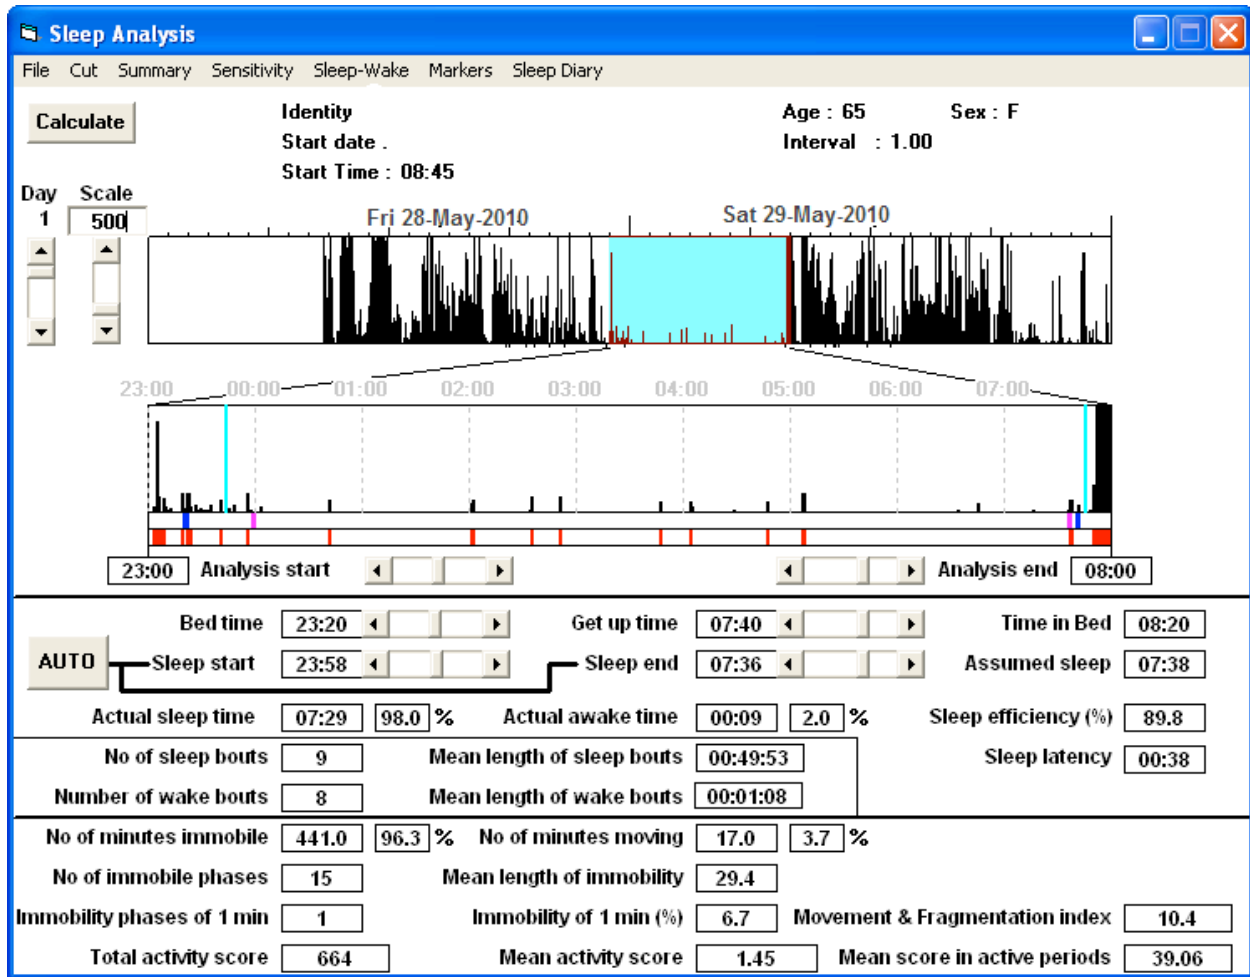 Sleep Analysis
File Cut Summary Sensitivity Sleep-Wake Markers Sleep Diary
Calculate
Identity Age : 65 Sex : F
Start date . Interval : 1.00
Start Time : 08:45
Day Scale
1 500
Fri 28-May-2010 Sat 29-May-2010
23:00 00:00 01:00 02:00 03:00 04:00 05:00 06:00 07:00
23:00 Analysis start Analysis end 08:00
Bed time 23:20 Get up time 07:40 Time in Bed 08:20
AUTO Sleep start 23:58 Sleep end 07:36 Assumed sleep 07:38
Actual sleep time 07:29 98.0 % Actual awake time 00:09 2.0 % Sleep efficiency (%) 89.8
No of sleep bouts 9 Mean length of sleep bouts 00:49:53 Sleep latency 00:38
Number of wake bouts 8 Mean length of wake bouts 00:01:08
No of minutes immobile 441.0 96.3 % No of minutes moving 17.0 3.7 %
No of immobile phases 15 Mean length of immobility 29.4
Immobility phases of 1 min 1 Immobility of 1 min (%) 6.7 Movement & Fragmentation index 10.4
Total activity score 664 Mean activity score 1.45 Mean score in active periods 39.06